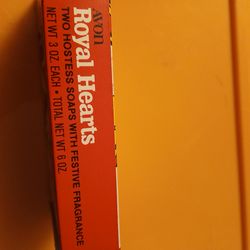 AVON
Royal Hearts
TWO HOSTESS SOAPS WITH FESTIVE FRAGRANCE
NET WT 3 OZ. EACH • TOTAL NET WT 6 OZ.